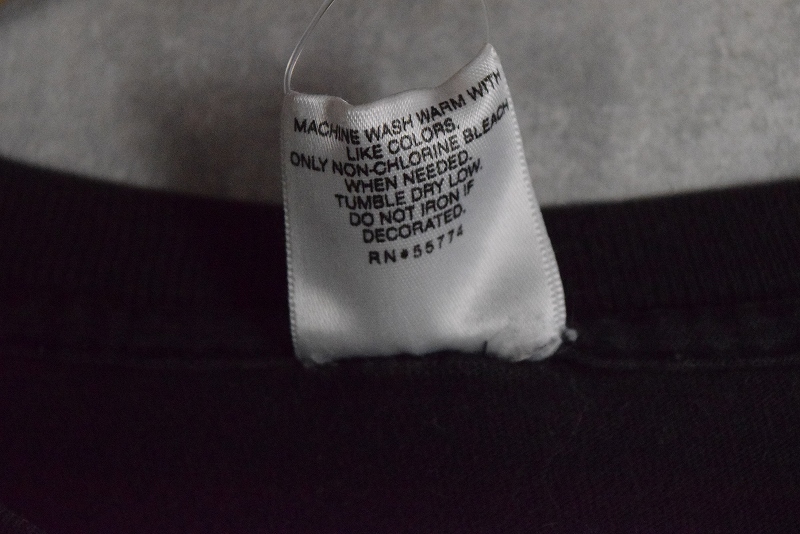 MACHINE WASH WARM WITH
LIKE COLORS.
ONLY NON-CHLORINE BLEACH
WHEN NEEDED.
TUMBLE DRY LOW.
DO NOT IRON IF
DECORATED.
RN*55774